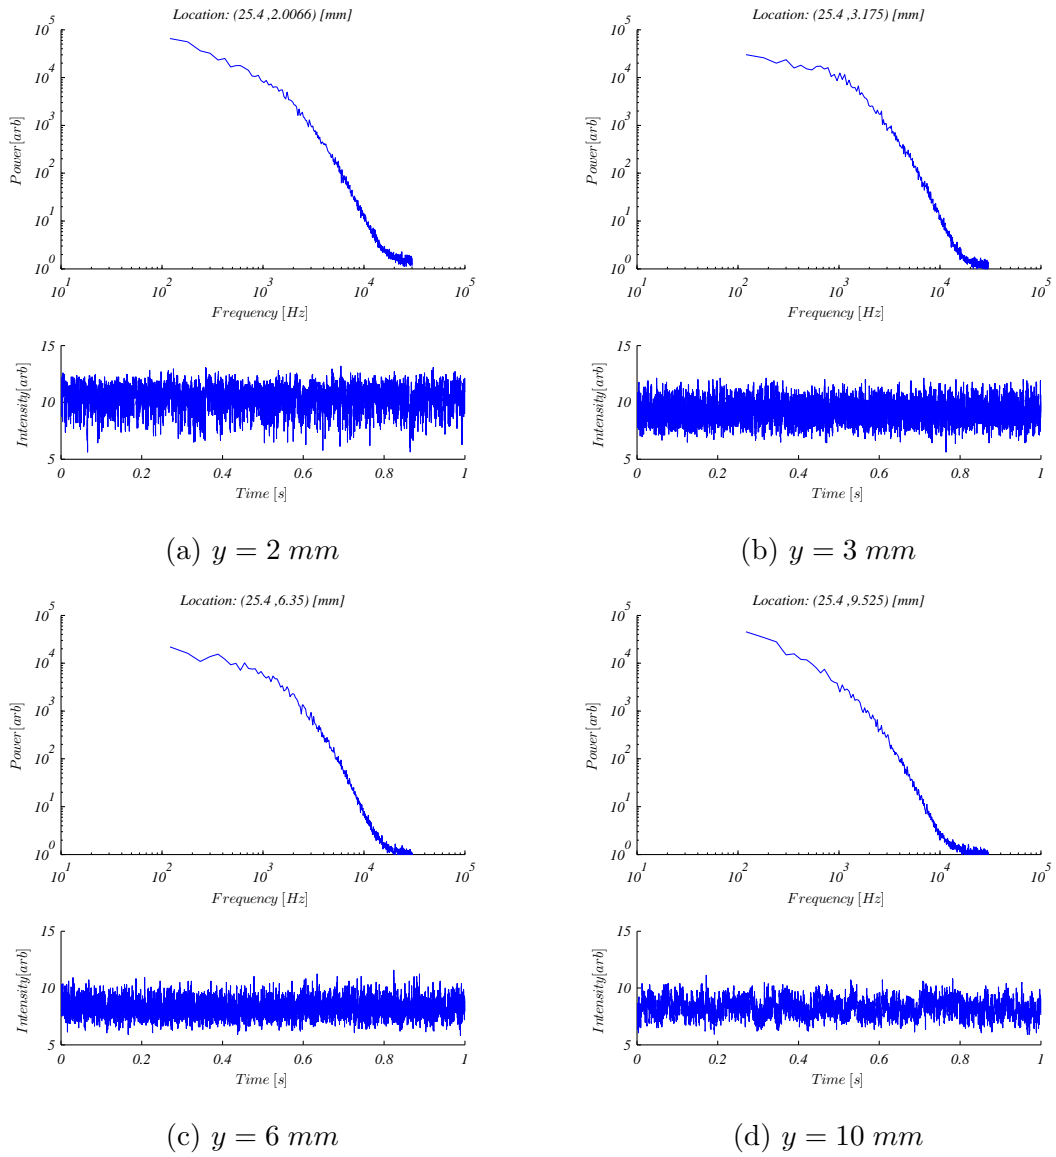 Location: (25.4 ,2.0066) [mm]
10^5
10^4
10^3
10^2
10^1
10^0
Power[arb]
10^1 10^2 10^3 10^4 10^5
Frequency [Hz]
15
10
5
Intensity[arb]
0 0.2 0.4 0.6 0.8 1
Time [s]
(a) y = 2 mm
Location: (25.4 ,3.175) [mm]
10^5
10^4
10^3
10^2
10^1
10^0
Power[arb]
10^1 10^2 10^3 10^4 10^5
Frequency [Hz]
15
10
5
Intensity[arb]
0 0.2 0.4 0.6 0.8 1
Time [s]
(b) y = 3 mm
Location: (25.4 ,6.35) [mm]
10^5
10^4
10^3
10^2
10^1
10^0
Power[arb]
10^1 10^2 10^3 10^4 10^5
Frequency [Hz]
15
10
5
Intensity[arb]
0 0.2 0.4 0.6 0.8 1
Time [s]
(c) y = 6 mm
Location: (25.4 ,9.525) [mm]
10^5
10^4
10^3
10^2
10^1
10^0
Power[arb]
10^1 10^2 10^3 10^4 10^5
Frequency [Hz]
15
10
5
Intensity[arb]
0 0.2 0.4 0.6 0.8 1
Time [s]
(d) y = 10 mm